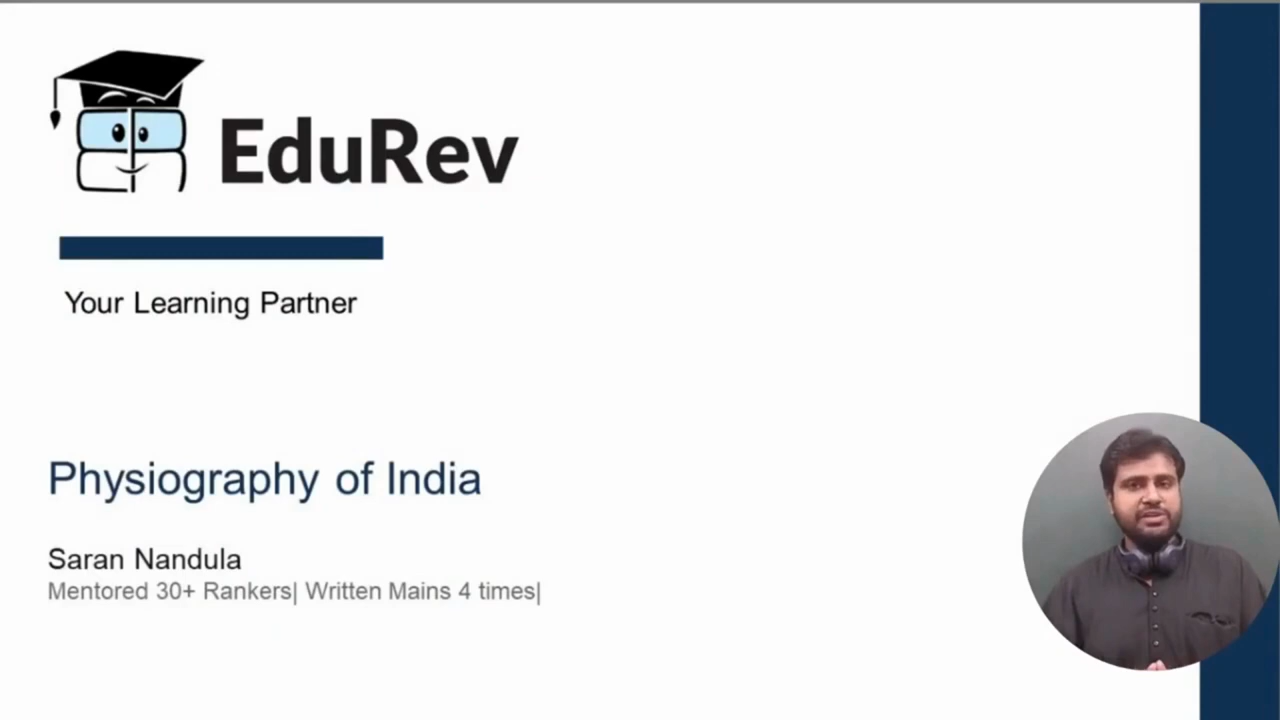 EduRev
Your Learning Partner
Physiography of India
Saran Nandula
Mentored 30+ Rankers| Written Mains 4 times|